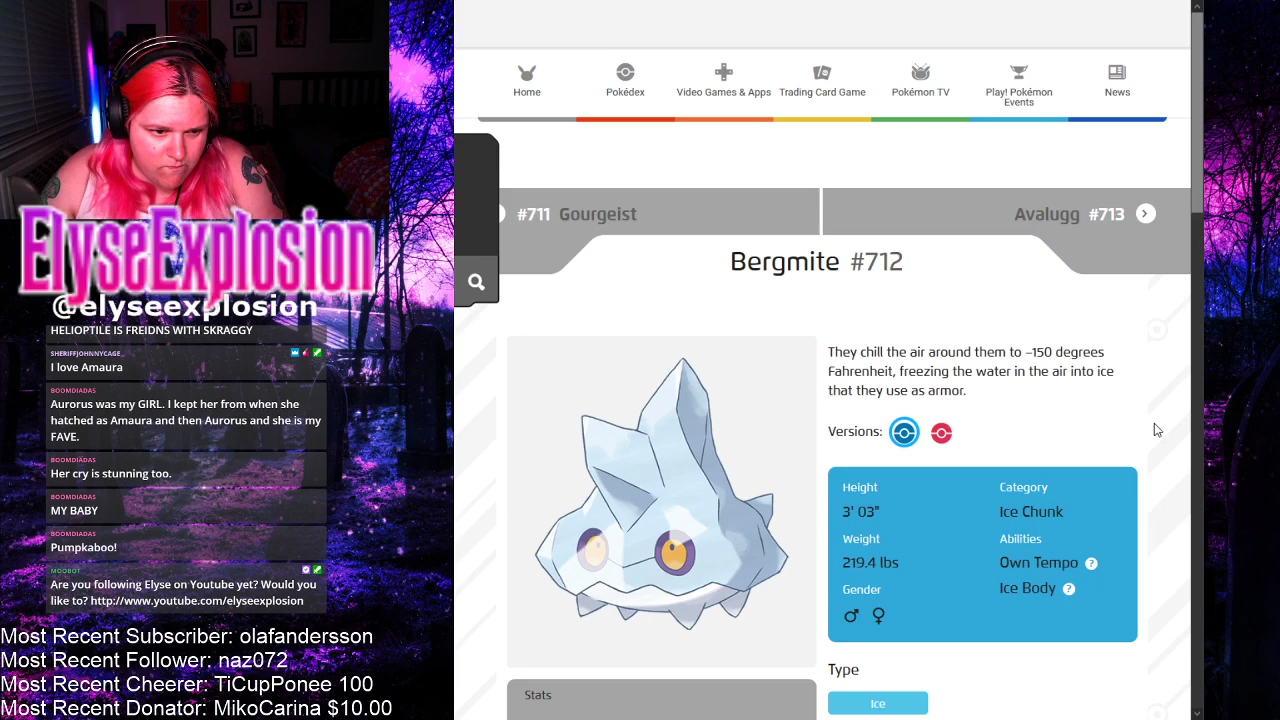 ElyseExplosion
@elyseexplosion
HELIOPTILE IS FREIDNS WITH SKRAGGY
SHERIFFJOHNNYCAGE_
I love Amaura
BOOMDIADAS
Aurorus was my GIRL. I kept her from when she
hatched as Amaura and then Aurorus and she is my
FAVE.
BOOMDIADAS
Her cry is stunning too.
BOOMDIADAS
MY BABY
BOOMDIADAS
Pumpkaboo!
MOOBOT
Are you following Elyse on Youtube yet? Would you
like to? http://www.youtube.com/elyseexplosion
Most Recent Subscriber: olafandersson
Most Recent Follower: naz072
Most Recent Cheerer: TiCupPonee 100
Most Recent Donator: MikoCarina $10.00
Home
Pokédex
Video Games & Apps
Trading Card Game
Pokémon TV
Play! Pokémon
Events
News
#711 Gourgeist
Avalugg #713
Bergmite #712
They chill the air around them to −150 degrees
Fahrenheit, freezing the water in the air into ice
that they use as armor.
Versions:
Height
3' 03"
Weight
219.4 lbs
Gender
Category
Ice Chunk
Abilities
Own Tempo ?
Ice Body ?
Type
Ice
Stats